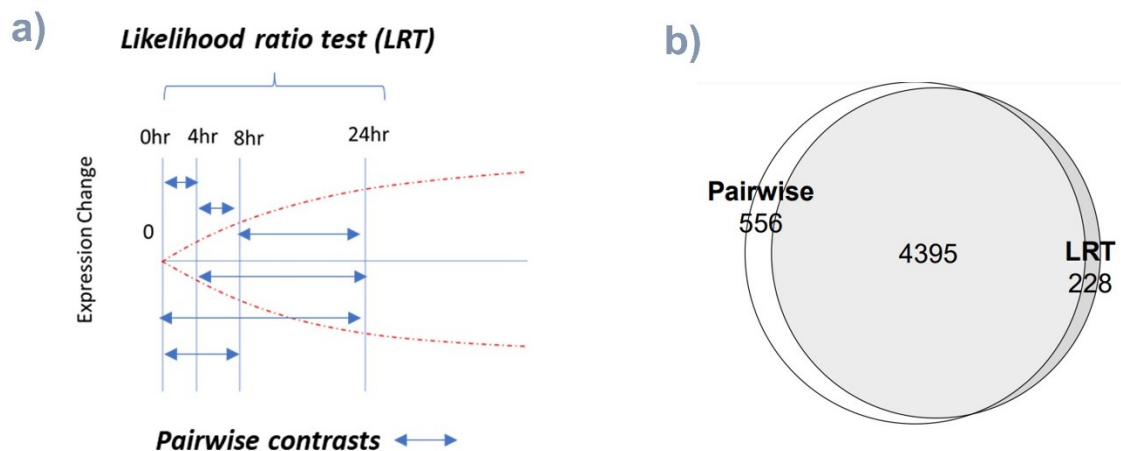 a)
Likelihood ratio test (LRT)
0hr 4hr 8hr 24hr
Expression Change
0
Pairwise contrasts
b)
Pairwise
556
4395
LRT
228